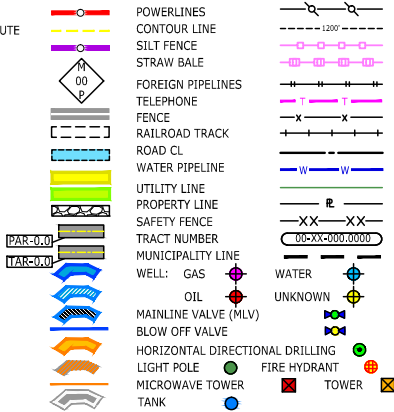 POWERLINES
UTE CONTOUR LINE 1200'
SILT FENCE
STRAW BALE
M
00
P
FOREIGN PIPELINES
TELEPHONE T T
FENCE X X
RAILROAD TRACK
ROAD CL
WATER PIPELINE W W
UTILITY LINE
PROPERTY LINE PL
SAFETY FENCE XX XX
PAR-0.0 TRACT NUMBER 00-XX-000.0000
TAR-0.0 MUNICIPALITY LINE
WELL: GAS WATER
OIL UNKNOWN
MAINLINE VALVE (MLV)
BLOW OFF VALVE
HORIZONTAL DIRECTIONAL DRILLING
LIGHT POLE FIRE HYDRANT
MICROWAVE TOWER TOWER
TANK